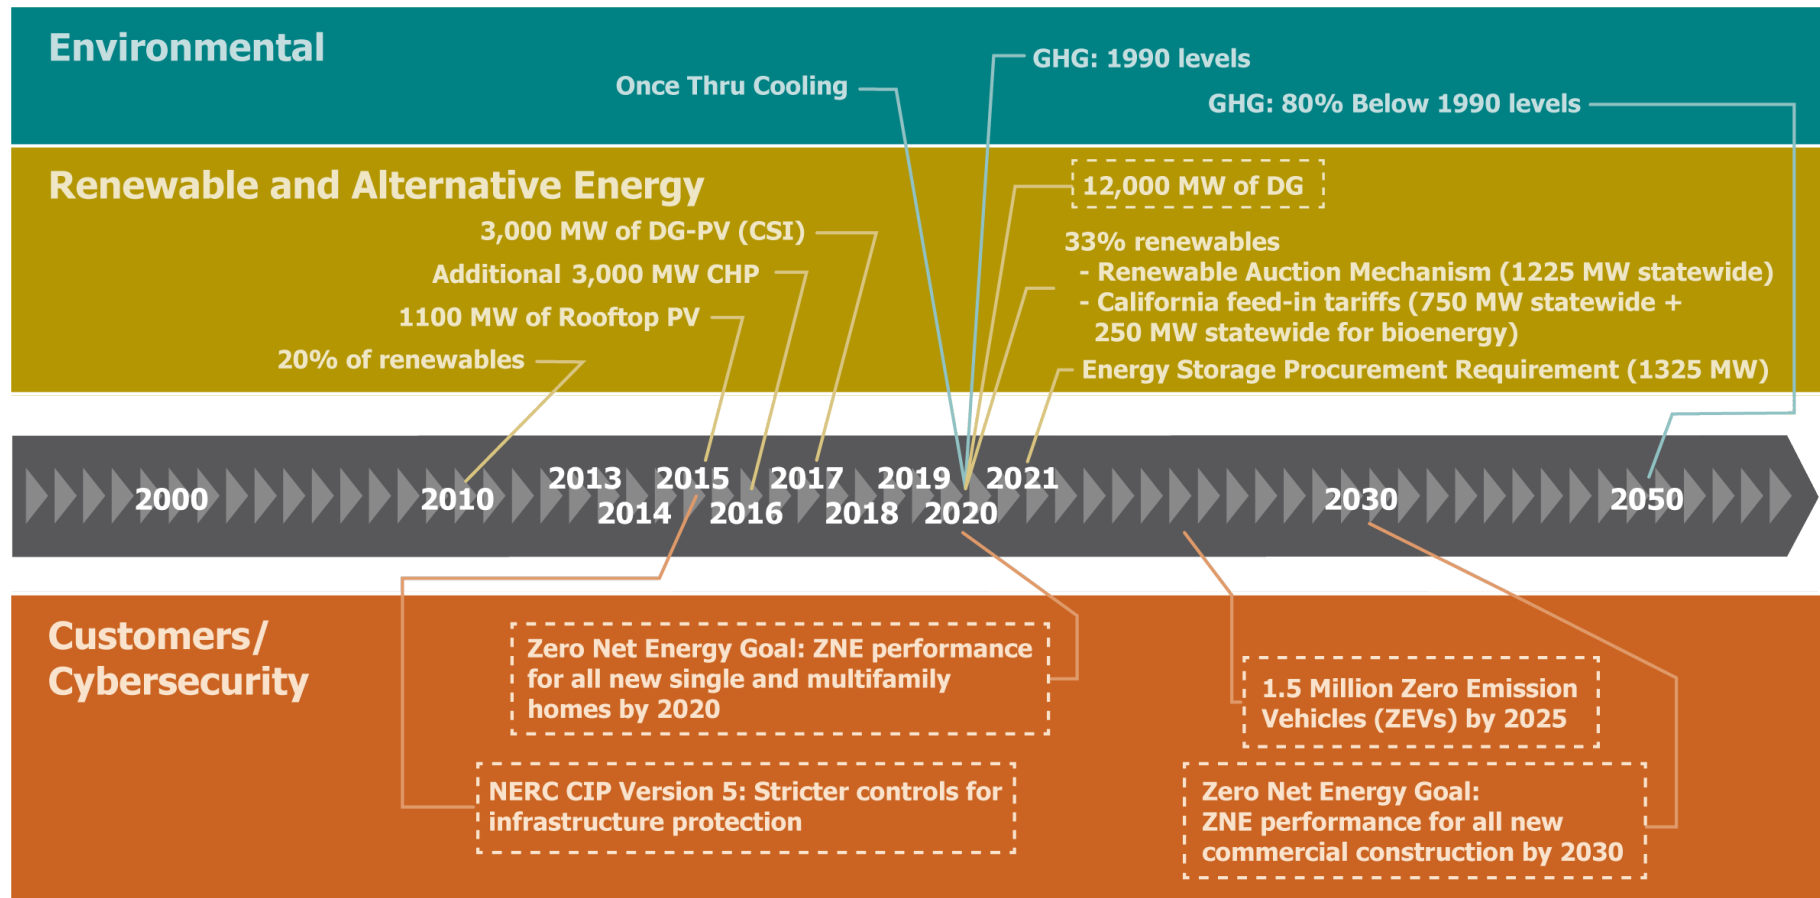 Environmental
GHG: 1990 levels
Once Thru Cooling
GHG: 80% Below 1990 levels
Renewable and Alternative Energy
12,000 MW of DG
3,000 MW of DG-PV (CSI)
Additional 3,000 MW CHP
1100 MW of Rooftop PV
20% of renewables
33% renewables
- Renewable Auction Mechanism (1225 MW statewide)
- California feed-in tariffs (750 MW statewide +
250 MW statewide for bioenergy)
Energy Storage Procurement Requirement (1325 MW)
2000
2010
2013
2014
2015
2016
2017
2018
2019
2020
2021
2030
2050
Customers/
Cybersecurity
Zero Net Energy Goal: ZNE performance
for all new single and multifamily
homes by 2020
1.5 Million Zero Emission
Vehicles (ZEVs) by 2025
NERC CIP Version 5: Stricter controls for
infrastructure protection
Zero Net Energy Goal:
ZNE performance for all new
commercial construction by 2030